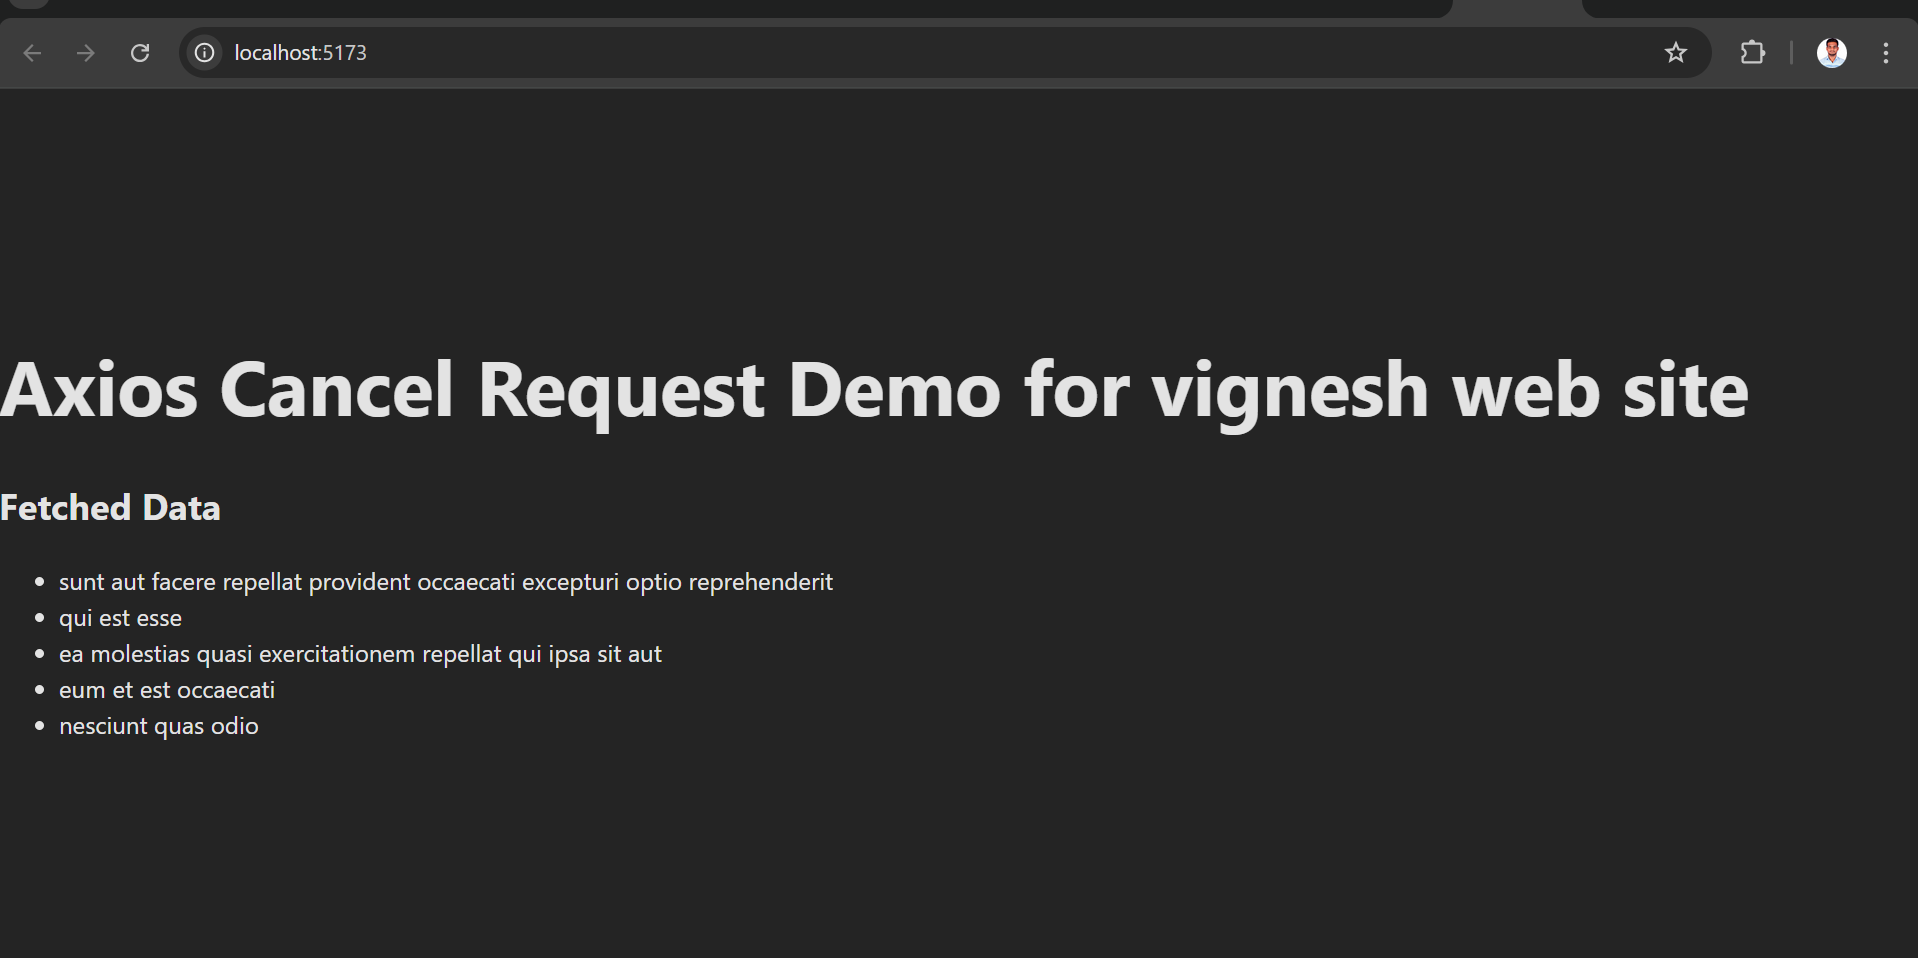 localhost:5173
Axios Cancel Request Demo for vignesh web site
Fetched Data
sunt aut facere repellat provident occaecati excepturi optio reprehenderit
qui est esse
ea molestias quasi exercitationem repellat qui ipsa sit aut
eum et est occaecati
nesciunt quas odio